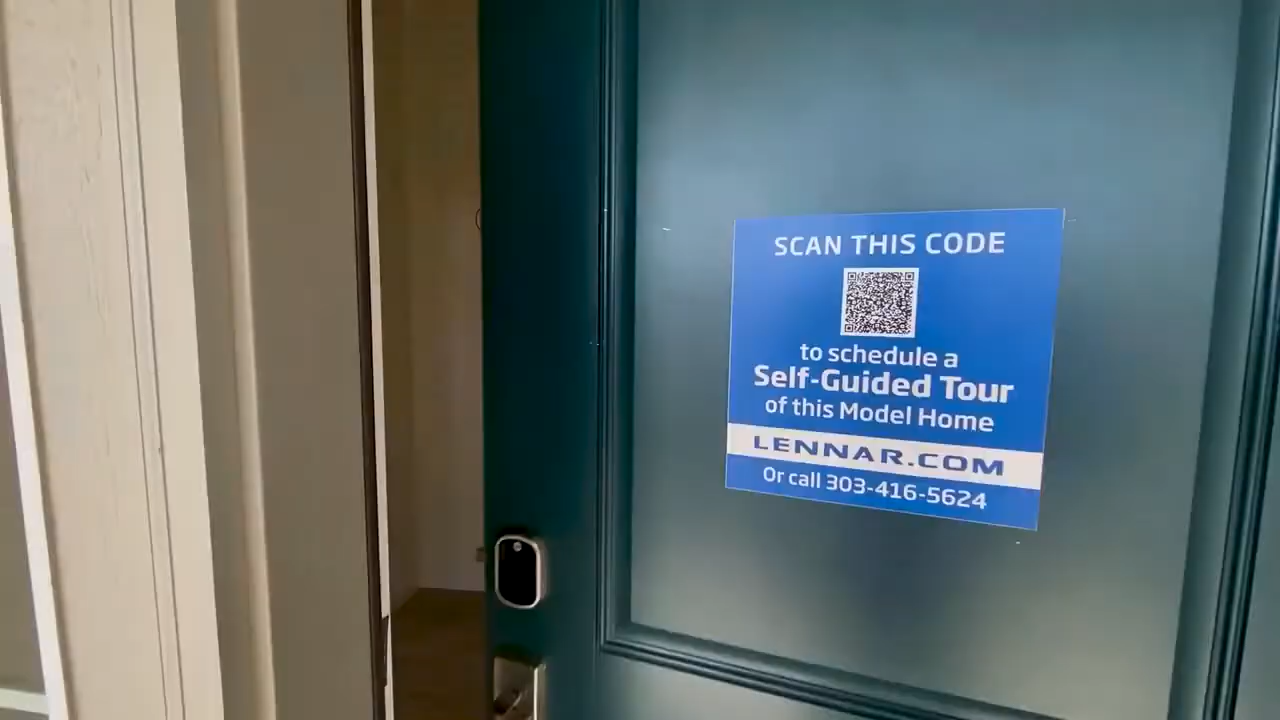 SCAN THIS CODE
to schedule a
Self-Guided Tour
of this Model Home
LENNAR.COM
Or call 303-416-5624